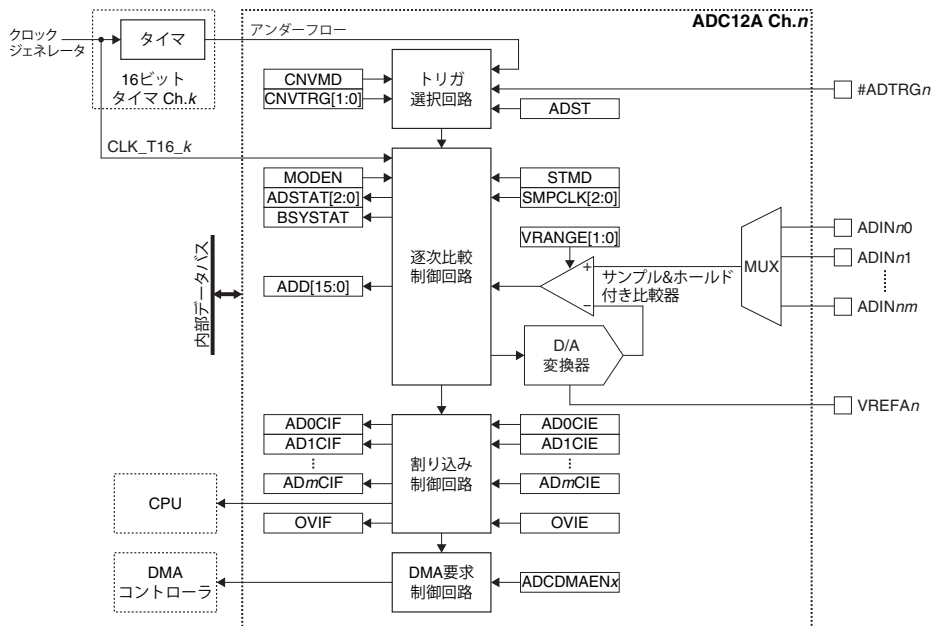 ADC12A Ch.n
クロック
ジェネレータ
タイマ
16ビット
タイマ Ch.k
アンダーフロー
CNVMD
CNVTRG[1:0]
トリガ
選択回路
ADST
#ADTRGn
CLK_T16_k
MODEN
ADSTAT[2:0]
BSYSTAT
STMD
SMPCLK[2:0]
内部データバス
ADD[15:0]
逐次比較
制御回路
VRANGE[1:0]
+
−
サンプル&ホールド
付き比較器
MUX
ADINn0
ADINn1
ADINnm
D/A
変換器
VREFAn
AD0CIF
AD1CIF
ADmCIF
OVIF
割り込み
制御回路
AD0CIE
AD1CIE
ADmCIE
OVIE
CPU
DMA
コントローラ
DMA要求
制御回路
ADCDMAENx